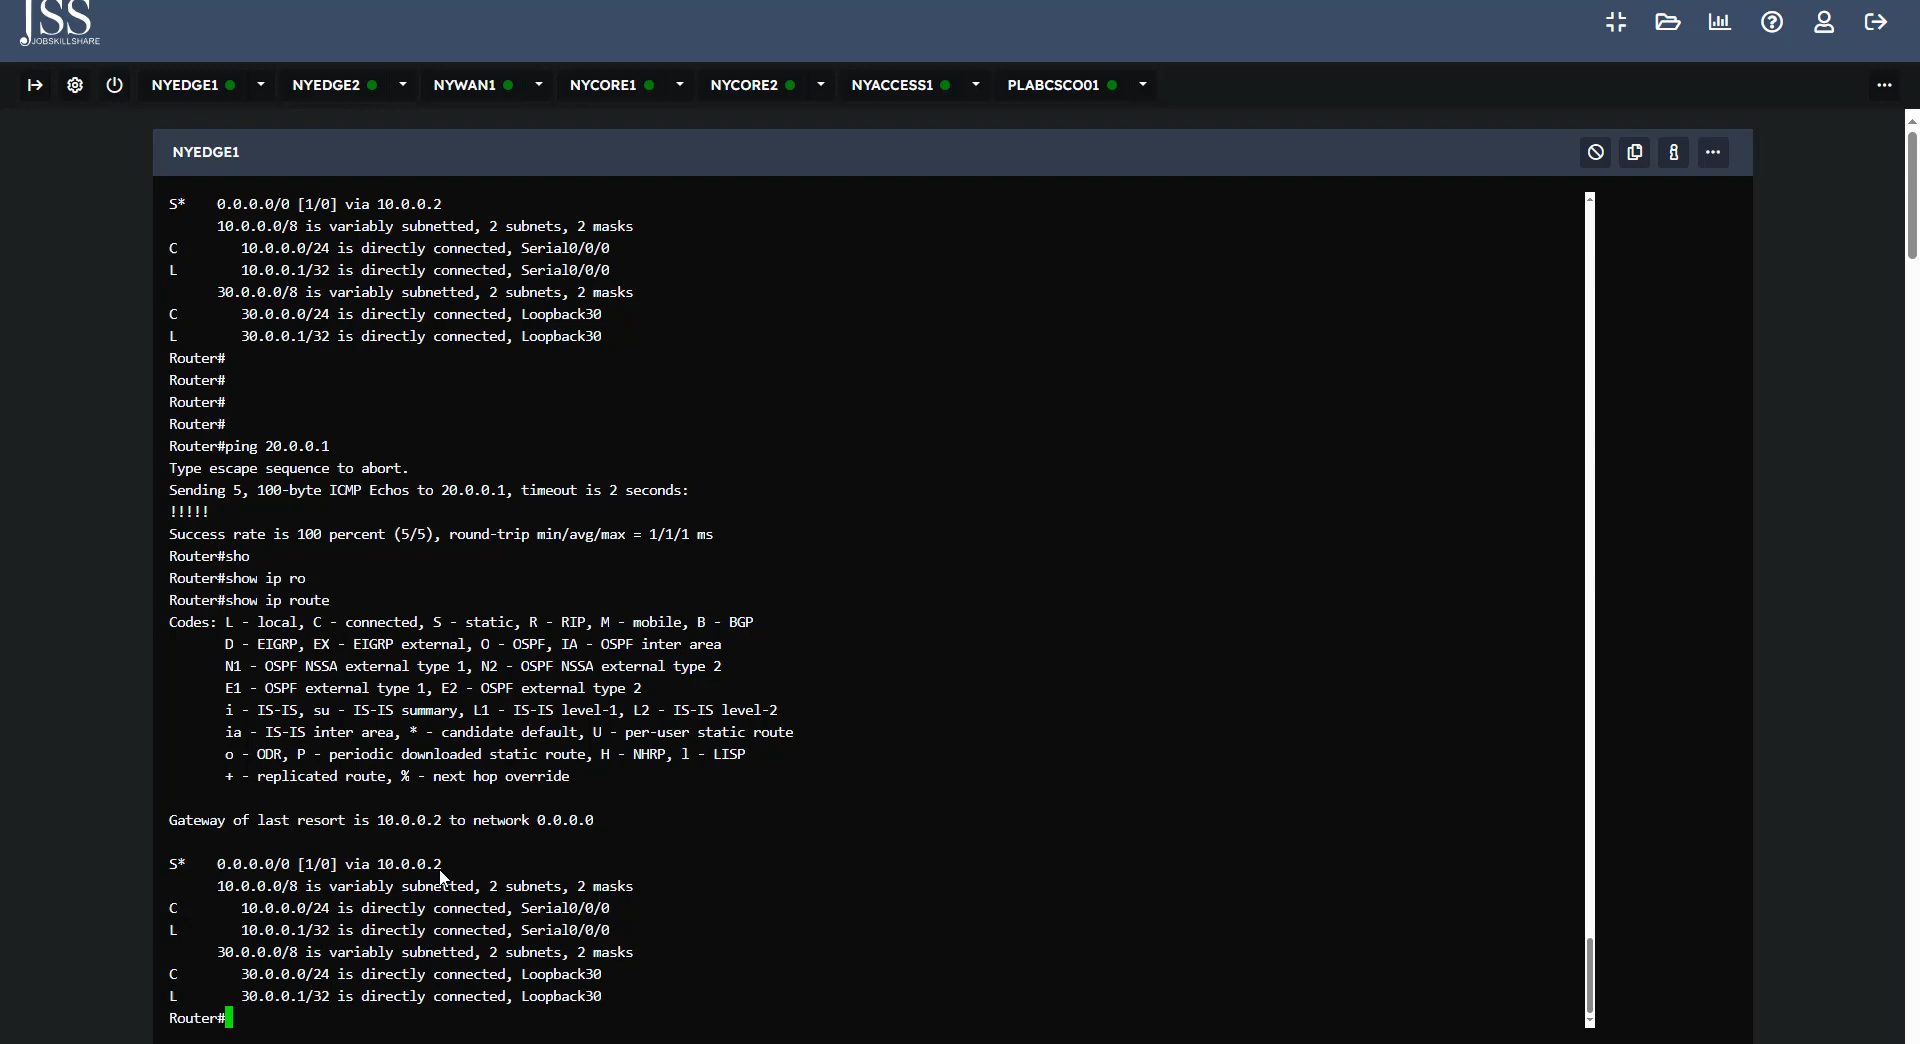 JSS
JOBSKILLSHARE
NYEDGE1 NYEDGE2 NYWAN1 NYCORE1 NYCORE2 NYACCESS1 PLABCSCO01
NYEDGE1
S*    0.0.0.0/0 [1/0] via 10.0.0.2
      10.0.0.0/8 is variably subnetted, 2 subnets, 2 masks
C        10.0.0.0/24 is directly connected, Serial0/0/0
L        10.0.0.1/32 is directly connected, Serial0/0/0
      30.0.0.0/8 is variably subnetted, 2 subnets, 2 masks
C        30.0.0.0/24 is directly connected, Loopback30
L        30.0.0.1/32 is directly connected, Loopback30
Router#
Router#
Router#
Router#
Router#ping 20.0.0.1
Type escape sequence to abort.
Sending 5, 100-byte ICMP Echos to 20.0.0.1, timeout is 2 seconds:
!!!!!
Success rate is 100 percent (5/5), round-trip min/avg/max = 1/1/1 ms
Router#sho
Router#show ip ro
Router#show ip route
Codes: L - local, C - connected, S - static, R - RIP, M - mobile, B - BGP
       D - EIGRP, EX - EIGRP external, O - OSPF, IA - OSPF inter area
       N1 - OSPF NSSA external type 1, N2 - OSPF NSSA external type 2
       E1 - OSPF external type 1, E2 - OSPF external type 2
       i - IS-IS, su - IS-IS summary, L1 - IS-IS level-1, L2 - IS-IS level-2
       ia - IS-IS inter area, * - candidate default, U - per-user static route
       o - ODR, P - periodic downloaded static route, H - NHRP, l - LISP
       + - replicated route, % - next hop override
Gateway of last resort is 10.0.0.2 to network 0.0.0.0
S*    0.0.0.0/0 [1/0] via 10.0.0.2
      10.0.0.0/8 is variably subnetted, 2 subnets, 2 masks
C        10.0.0.0/24 is directly connected, Serial0/0/0
L        10.0.0.1/32 is directly connected, Serial0/0/0
      30.0.0.0/8 is variably subnetted, 2 subnets, 2 masks
C        30.0.0.0/24 is directly connected, Loopback30
L        30.0.0.1/32 is directly connected, Loopback30
Router#